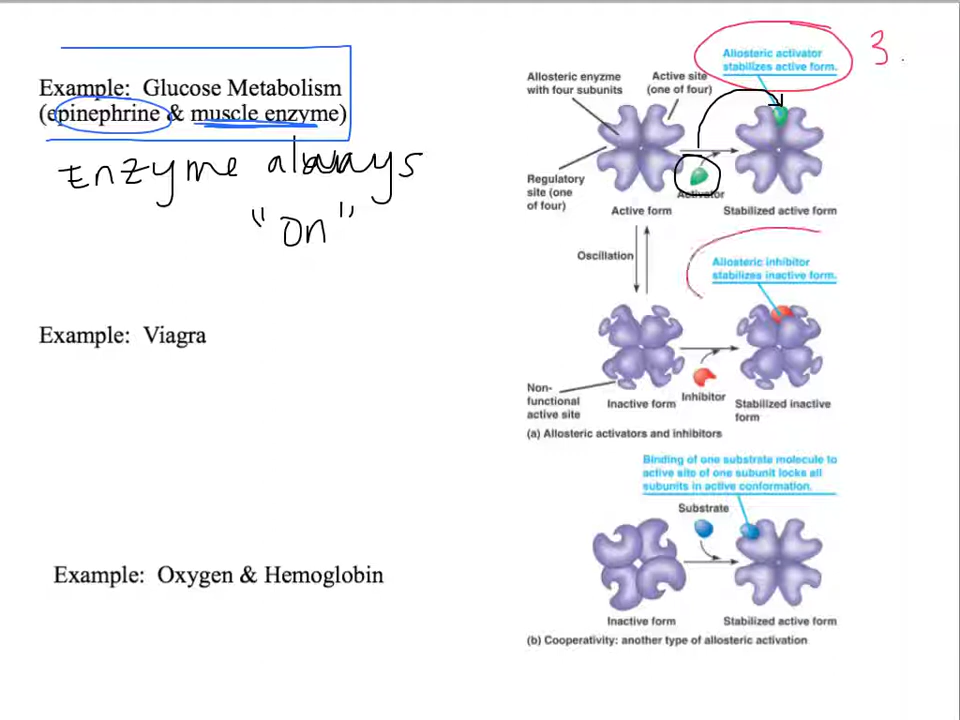 Example: Glucose Metabolism
(epinephrine & muscle enzyme)
Enzyme always
"on"
Example: Viagra
Example: Oxygen & Hemoglobin
3
Allosteric activator
stabilizes active form.
Allosteric enyzme
with four subunits
Active site
(one of four)
Regulatory
site (one
of four)
Activator
Active form
Stabilized active form
Oscillation
Allosteric inhibitor
stabilizes inactive form.
Non-
functional
active site
Inactive form
Inhibitor
Stabilized inactive
form
(a) Allosteric activators and inhibitors
Binding of one substrate molecule to
active site of one subunit locks all
subunits in active conformation.
Substrate
Inactive form
Stabilized active form
(b) Cooperativity: another type of allosteric activation